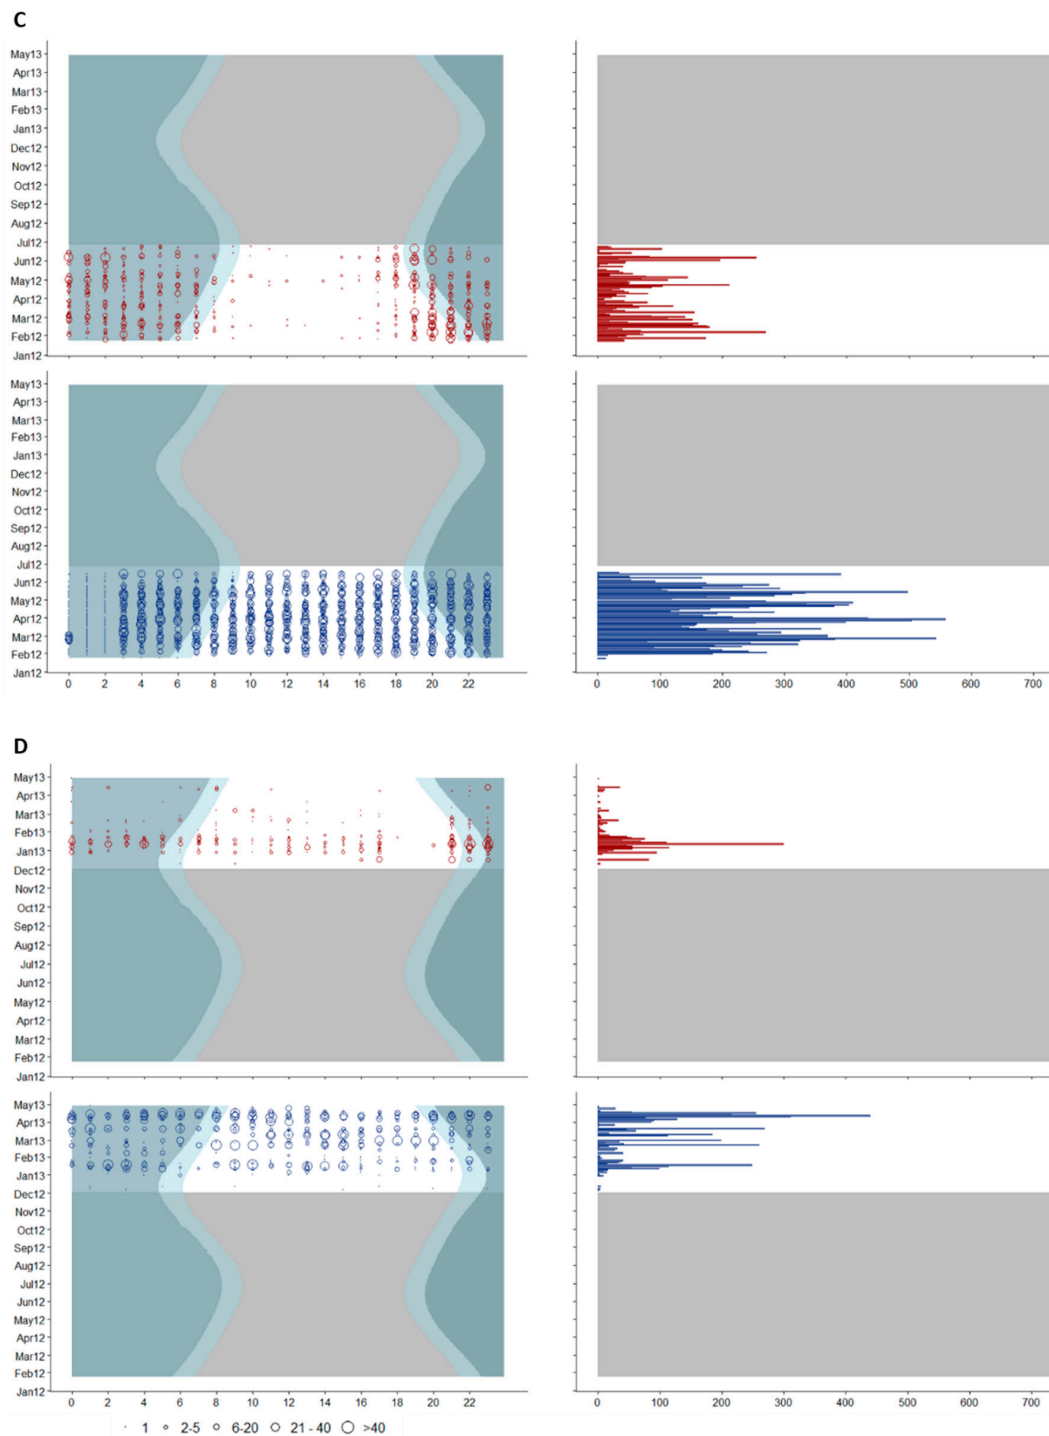 C
May13
Apr13
Mar13
Feb13
Jan13
Dec12
Nov12
Oct12
Sep12
Aug12
Jul12
Jun12
May12
Apr12
Mar12
Feb12
Jan12
May13
Apr13
Mar13
Feb13
Jan13
Dec12
Nov12
Oct12
Sep12
Aug12
Jul12
Jun12
May12
Apr12
Mar12
Feb12
Jan12
0 2 4 6 8 10 12 14 16 18 20 22 0 100 200 300 400 500 600 700
D
May13
Apr13
Mar13
Feb13
Jan13
Dec12
Nov12
Oct12
Sep12
Aug12
Jul12
Jun12
May12
Apr12
Mar12
Feb12
Jan12
May13
Apr13
Mar13
Feb13
Jan13
Dec12
Nov12
Oct12
Sep12
Aug12
Jul12
Jun12
May12
Apr12
Mar12
Feb12
Jan12
0 2 4 6 8 10 12 14 16 18 20 22 0 100 200 300 400 500 600 700
1 2-5 6-20 21 - 40 >40